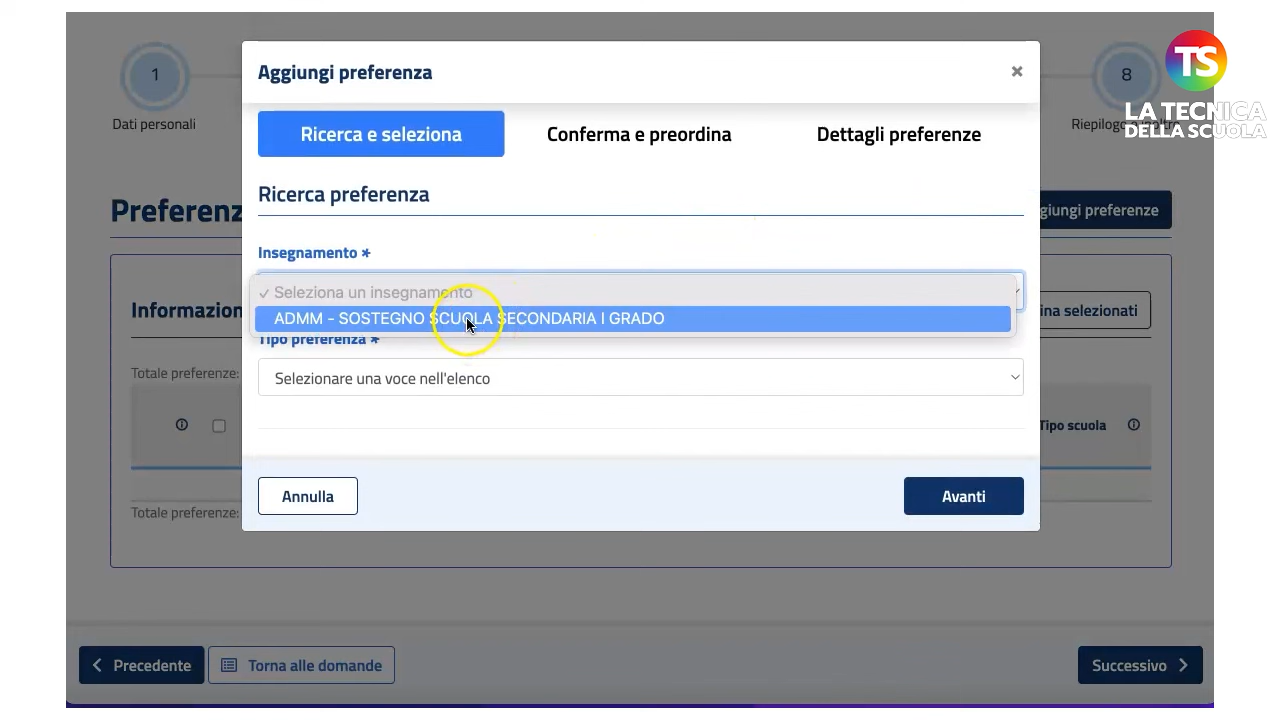 1
Dati personali
8
Riepilogo e inoltro
TS
LA TECNICA
DELLA SCUOLA
Aggiungi preferenza
×
Ricerca e seleziona
Conferma e preordina
Dettagli preferenze
Ricerca preferenza
Preferenz
giungi preferenze
Insegnamento *
✓ Seleziona un insegnamento
ADMM - SOSTEGNO SCUOLA SECONDARIA I GRADO
Informazion
ina selezionati
Tipo preferenza *
Selezionare una voce nell'elenco
Totale preferenze:
Tipo scuola
Annulla
Avanti
Totale preferenze:
Precedente
Torna alle domande
Successivo